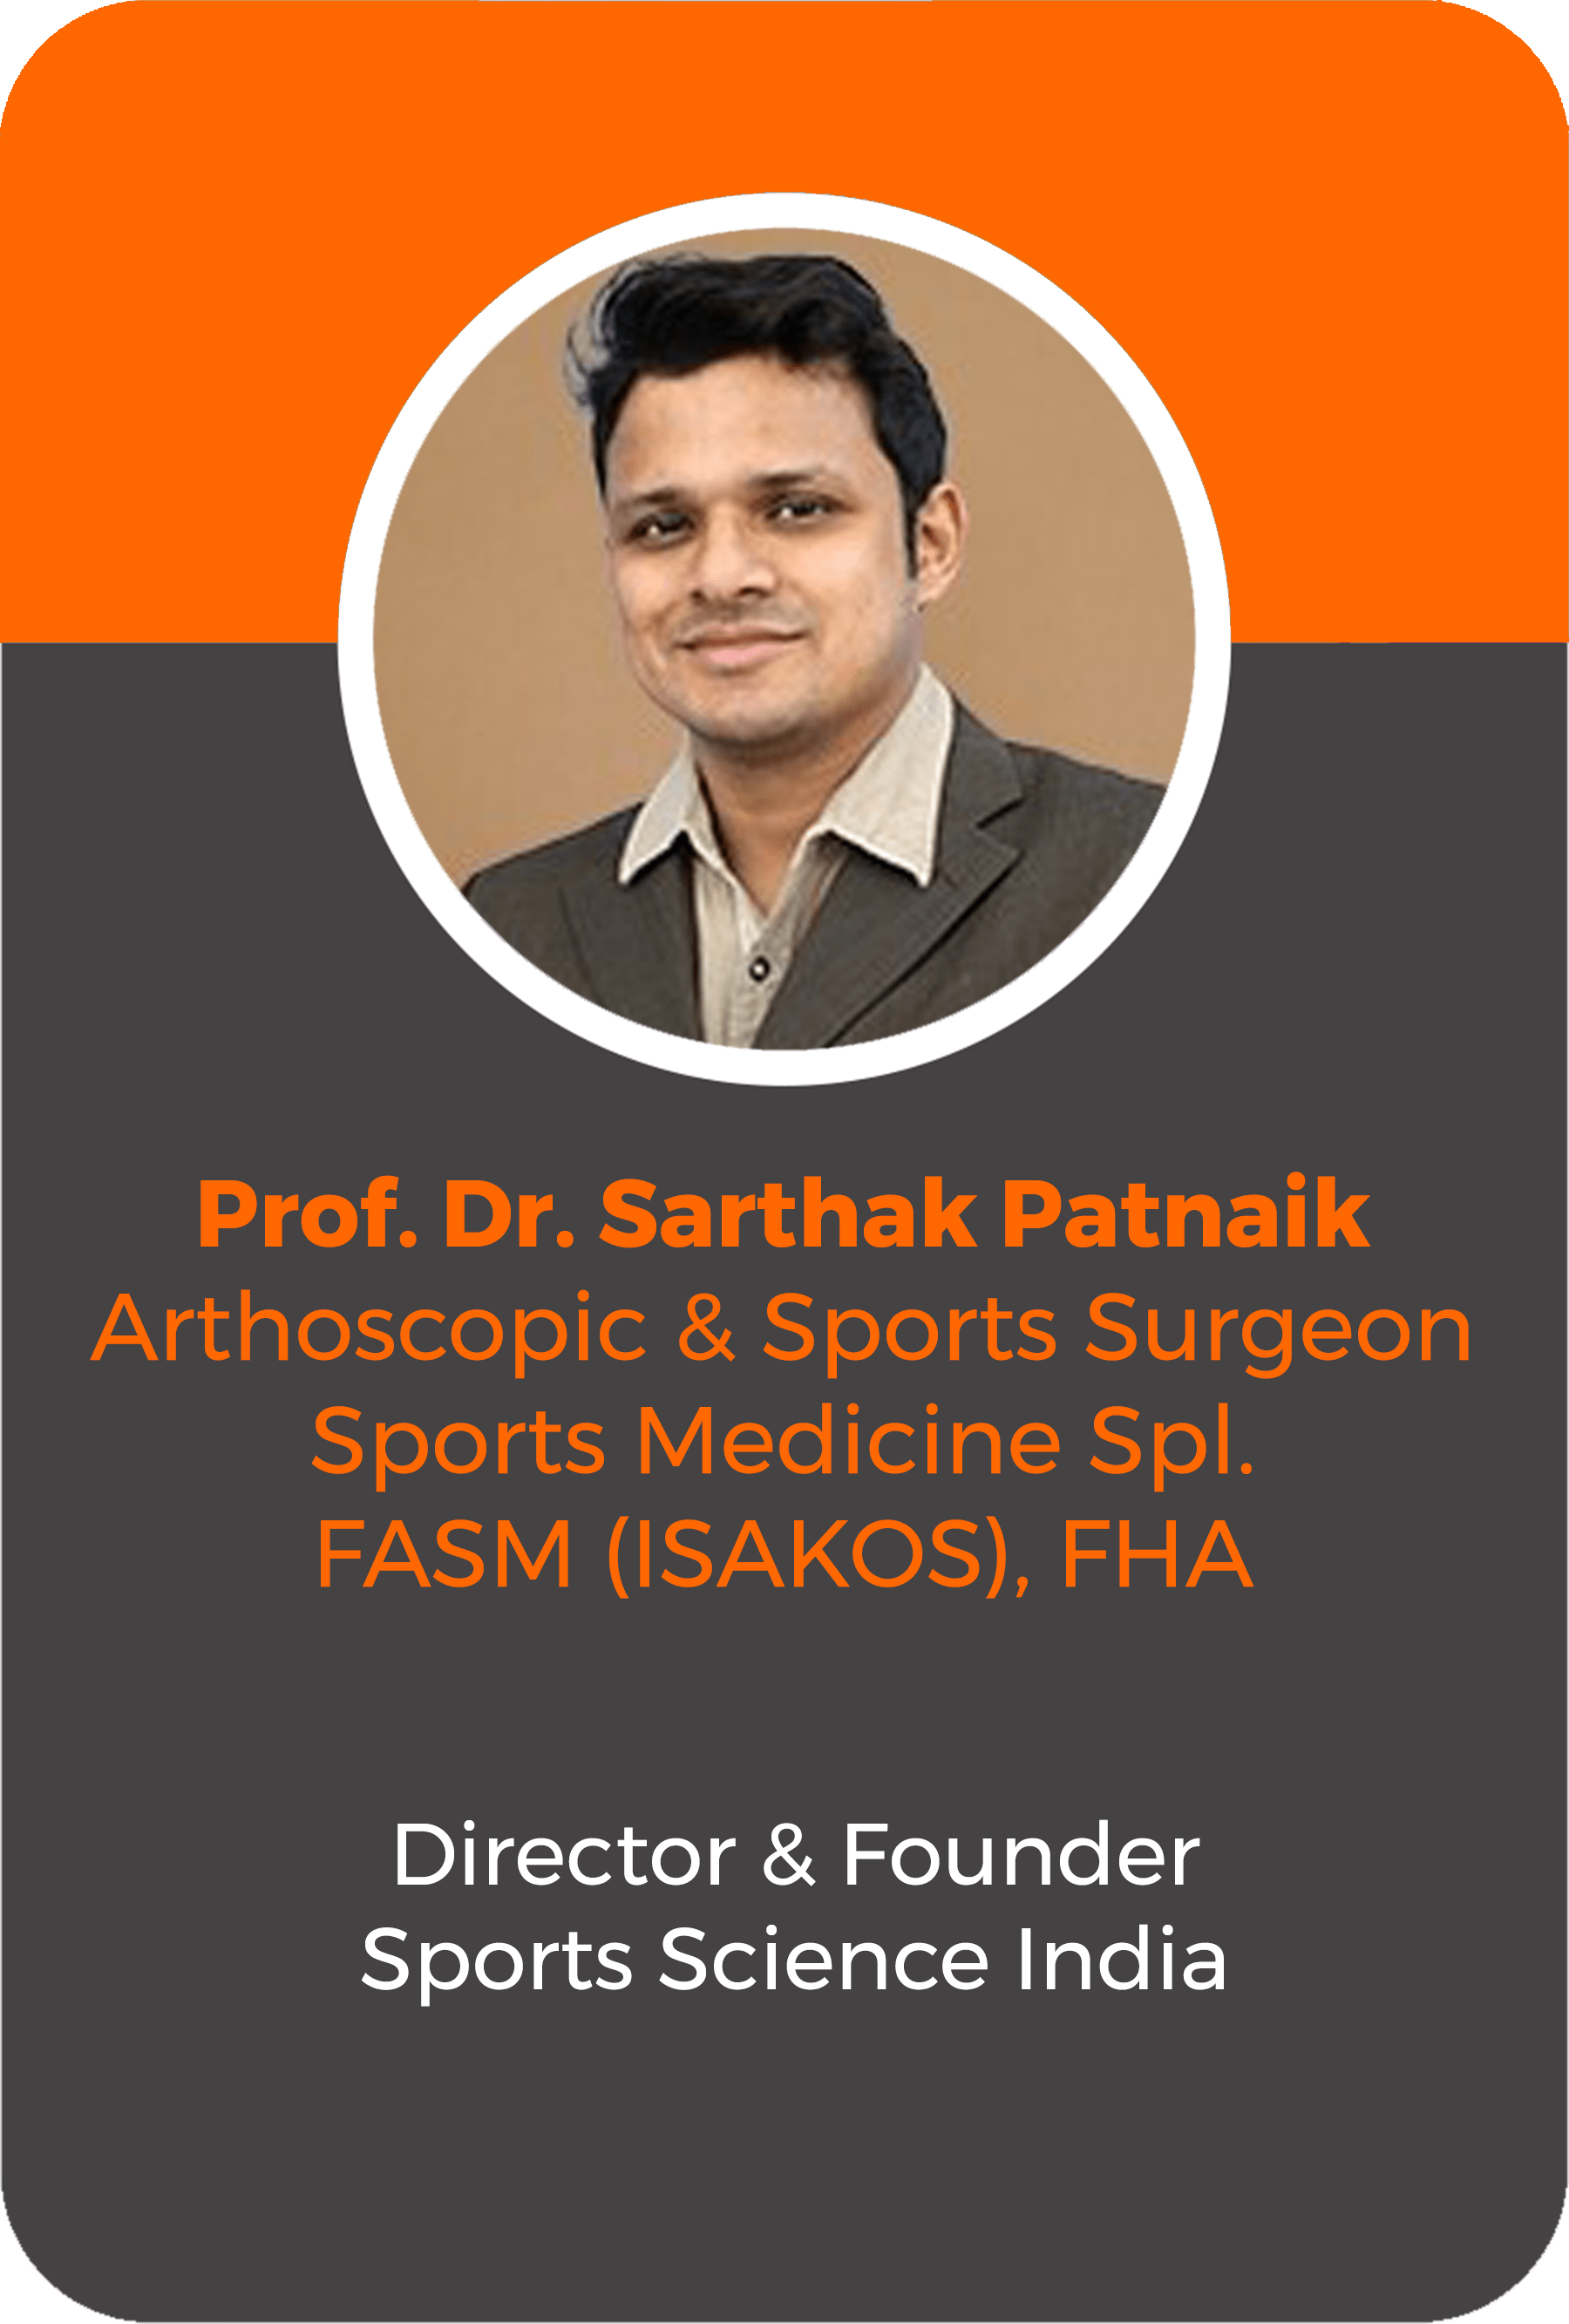 Prof. Dr. Sarthak Patnaik
Arthoscopic & Sports Surgeon
Sports Medicine Spl.
FASM (ISAKOS), FHA
Director & Founder
Sports Science India